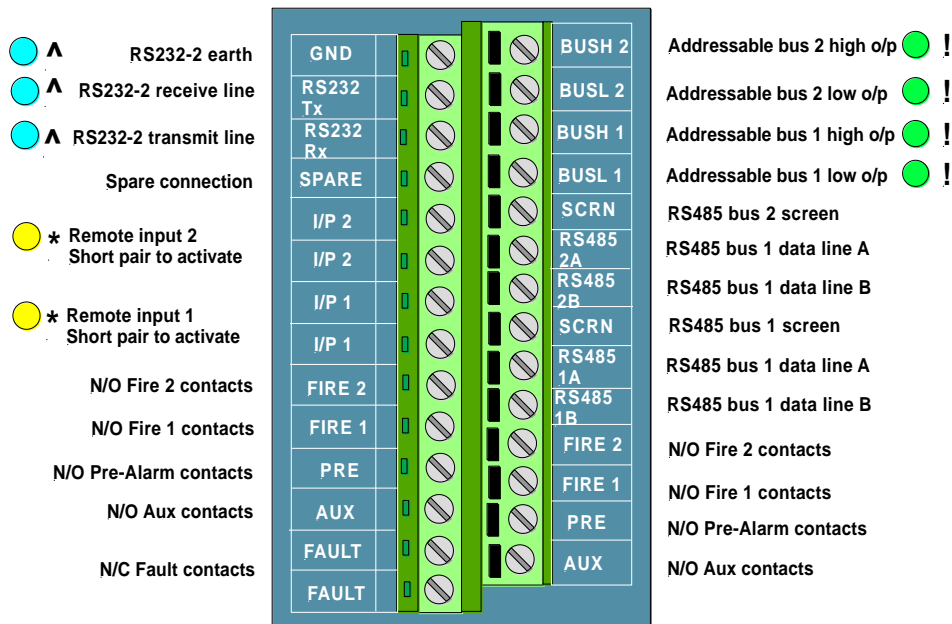 ^ RS232-2 earth
^ RS232-2 receive line
^ RS232-2 transmit line
Spare connection
* Remote input 2
Short pair to activate
* Remote input 1
Short pair to activate
N/O Fire 2 contacts
N/O Fire 1 contacts
N/O Pre-Alarm contacts
N/O Aux contacts
N/C Fault contacts
GND
RS232
Tx
RS232
Rx
SPARE
I/P 2
I/P 2
I/P 1
I/P 1
FIRE 2
FIRE 1
PRE
AUX
FAULT
FAULT
BUSH 2
BUSL 2
BUSH 1
BUSL 1
SCRN
RS485
2A
RS485
2B
SCRN
RS485
1A
RS485
1B
FIRE 2
FIRE 1
PRE
AUX
Addressable bus 2 high o/p !
Addressable bus 2 low o/p !
Addressable bus 1 high o/p !
Addressable bus 1 low o/p !
RS485 bus 2 screen
RS485 bus 1 data line A
RS485 bus 1 data line B
RS485 bus 1 screen
RS485 bus 1 data line A
RS485 bus 1 data line B
N/O Fire 2 contacts
N/O Fire 1 contacts
N/O Pre-Alarm contacts
N/O Aux contacts